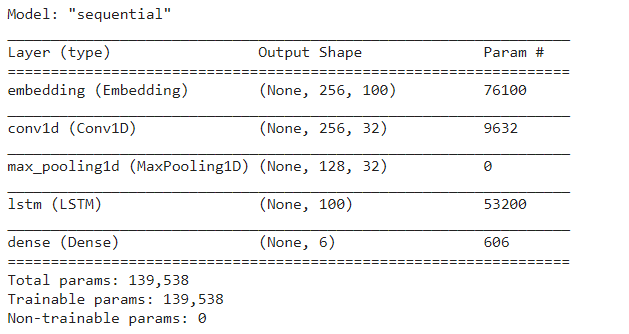 Model: "sequential"
Layer (type) Output Shape Param #
embedding (Embedding) (None, 256, 100) 76100
conv1d (Conv1D) (None, 256, 32) 9632
max_pooling1d (MaxPooling1D) (None, 128, 32) 0
lstm (LSTM) (None, 100) 53200
dense (Dense) (None, 6) 606
Total params: 139,538
Trainable params: 139,538
Non-trainable params: 0